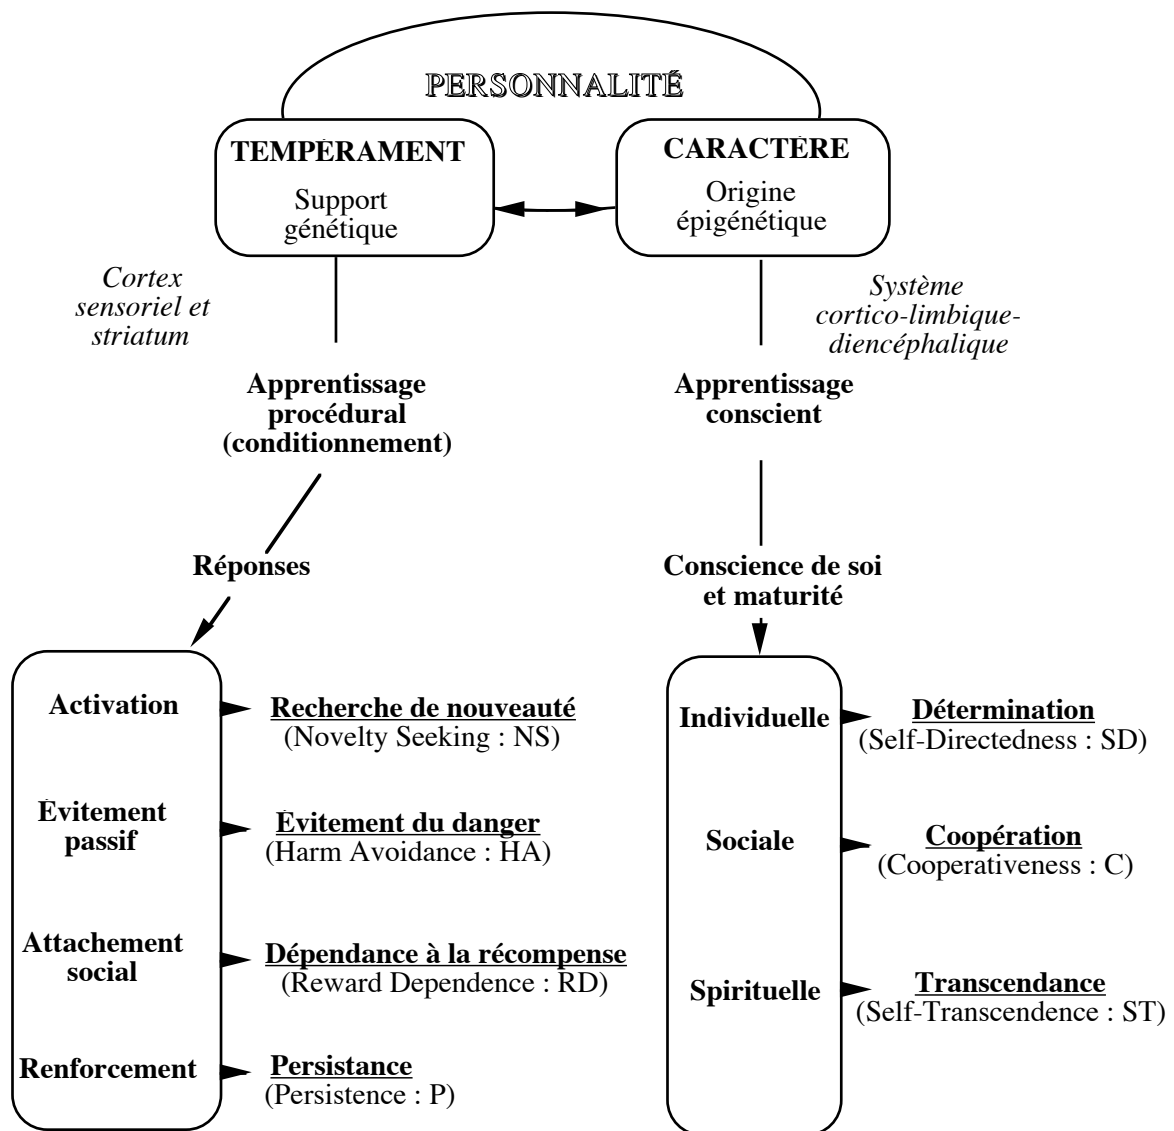 PERSONNALITÉ
TEMPÉRAMENT
Support
génétique
CARACTÈRE
Origine
épigénétique
Cortex
sensoriel et
striatum
Système
cortico-limbique-
diencéphalique
Apprentissage
procédural
(conditionnement)
Apprentissage
conscient
Réponses
Conscience de soi
et maturité
Activation
Recherche de nouveauté
(Novelty Seeking : NS)
Évitement
passif
Évitement du danger
(Harm Avoidance : HA)
Attachement
social
Dépendance à la récompense
(Reward Dependence : RD)
Renforcement
Persistance
(Persistence : P)
Individuelle
Détermination
(Self-Directedness : SD)
Sociale
Coopération
(Cooperativeness : C)
Spirituelle
Transcendance
(Self-Transcendence : ST)